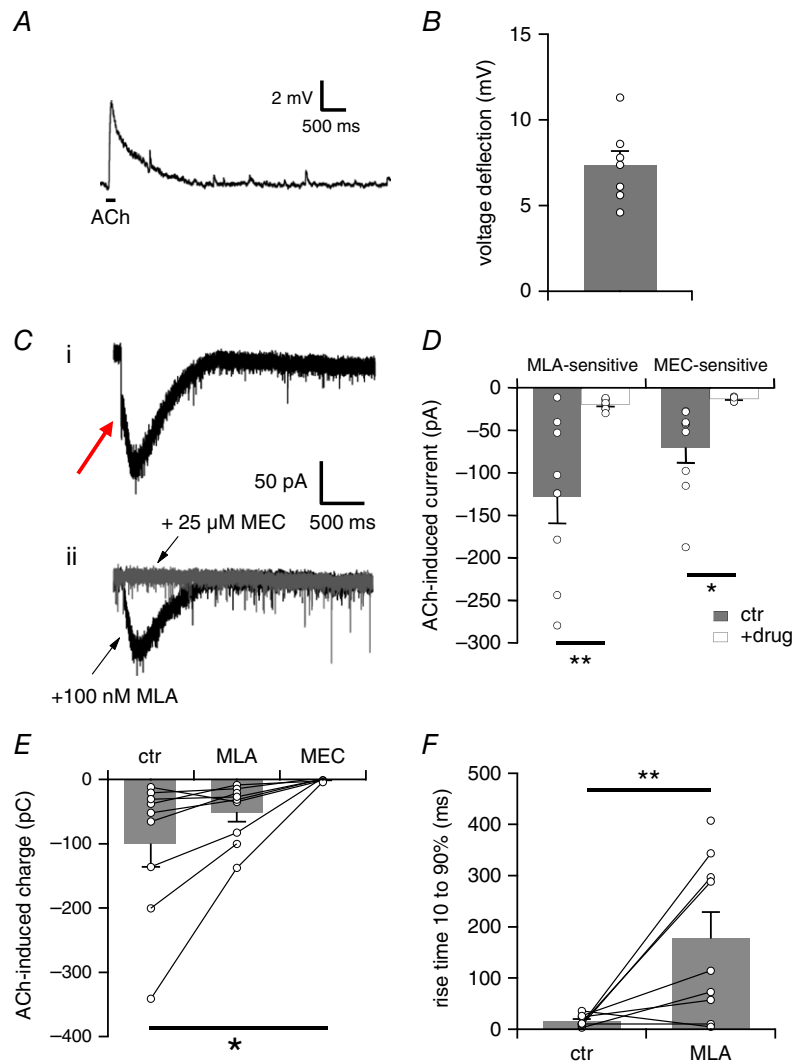 A
2 mV
500 ms
ACh
B
voltage deflection (mV)
15
10
5
0
C
i
50 pA
500 ms
+ 25 µM MEC
ii
+100 nM MLA
D
MLA-sensitive MEC-sensitive
ACh-induced current (pA)
0
–50
–100
–150
–200
–250
–300
**
*
ctr
+drug
E
ctr MLA MEC
ACh-induced charge (pC)
0
–100
–200
–300
–400
*
F
rise time 10 to 90% (ms)
500
400
300
200
100
0
**
ctr MLA